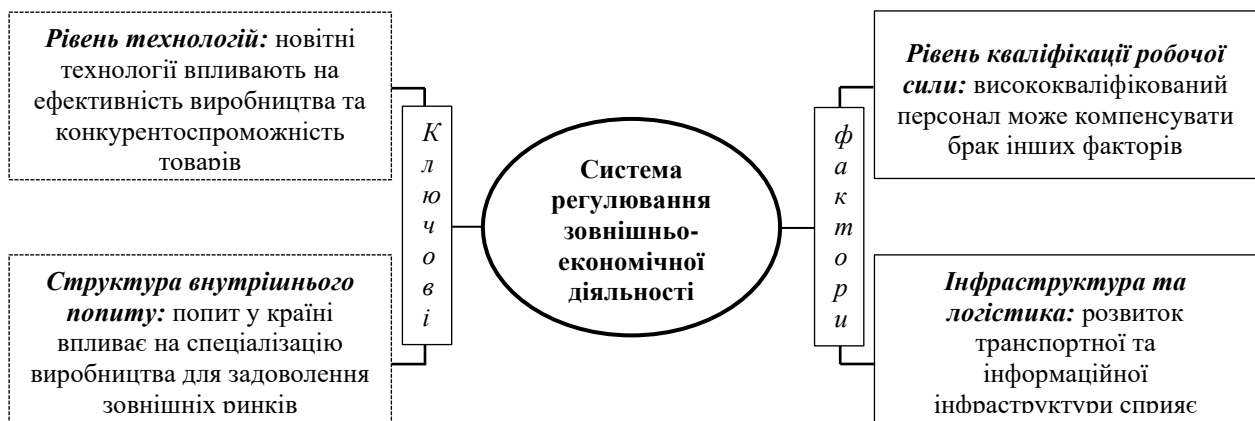 Рівень технологій: новітні
технології впливають на
ефективність виробництва та
конкурентоспроможність
товарів
Структура внутрішнього
попиту: попит у країні
впливає на спеціалізацію
виробництва для задоволення
зовнішніх ринків
Ключові
Система
регулювання
зовнішньо-
економічної
діяльності
фактори
Рівень кваліфікації робочої
сили: висококваліфікований
персонал може компенсувати
брак інших факторів
Інфраструктура та
логістика: розвиток
транспортної та
інформаційної
інфраструктури сприяє